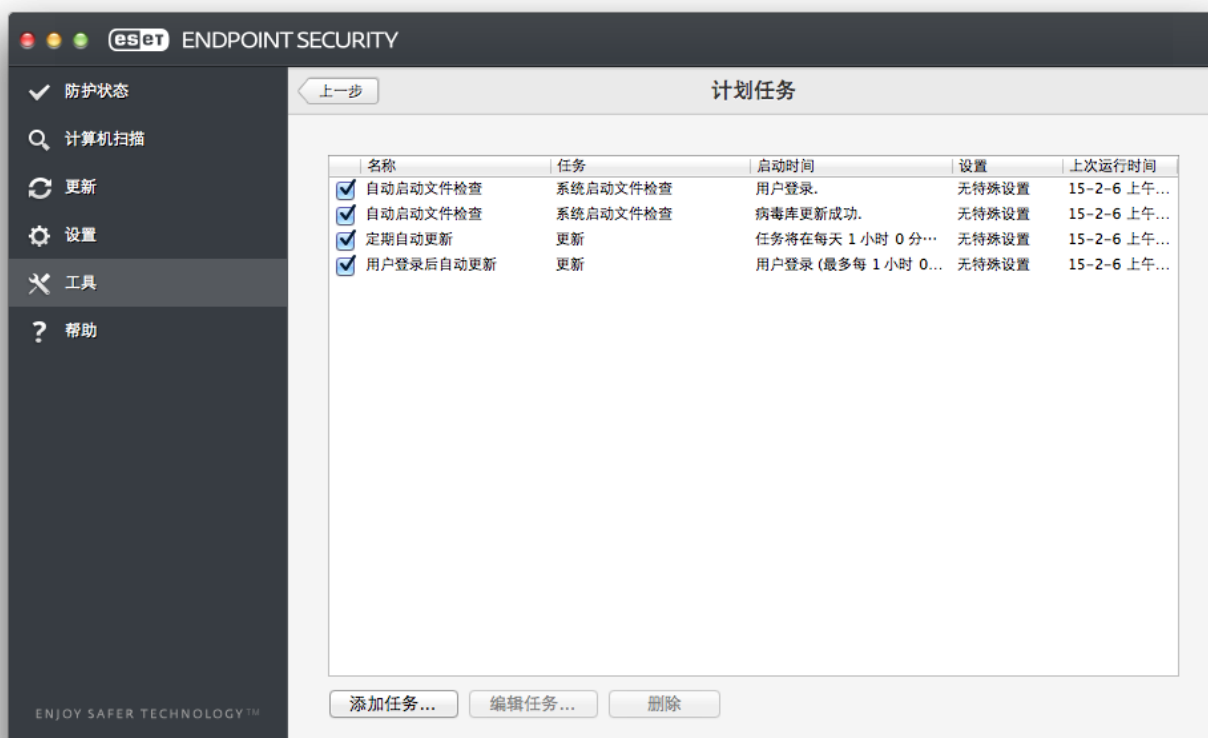 eset ENDPOINT SECURITY
防护状态
上一步
计划任务
计算机扫描
更新
设置
工具
帮助
名称 任务 启动时间 设置 上次运行时间
自动启动文件检查 系统启动文件检查 用户登录. 无特殊设置 15-2-6 上午...
自动启动文件检查 系统启动文件检查 病毒库更新成功. 无特殊设置 15-2-6 上午...
定期自动更新 更新 任务将在每天 1 小时 0 分… 无特殊设置 15-2-6 上午...
用户登录后自动更新 更新 用户登录 (最多每 1 小时 0... 无特殊设置 15-2-6 上午...
添加任务... 编辑任务... 删除
ENJOY SAFER TECHNOLOGY™